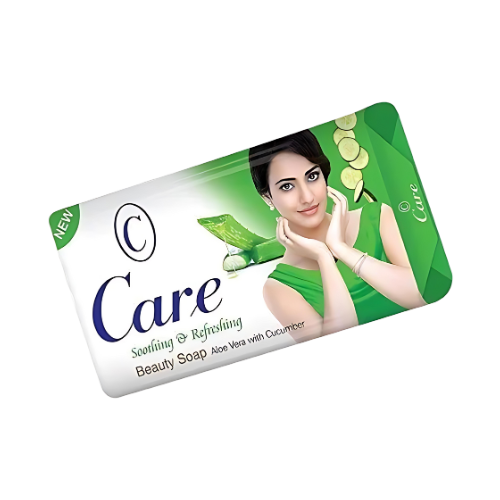 NEW
C
Care
Soothing & Refreshing
Beauty Soap Aloe Vera with Cucumber
C
Care